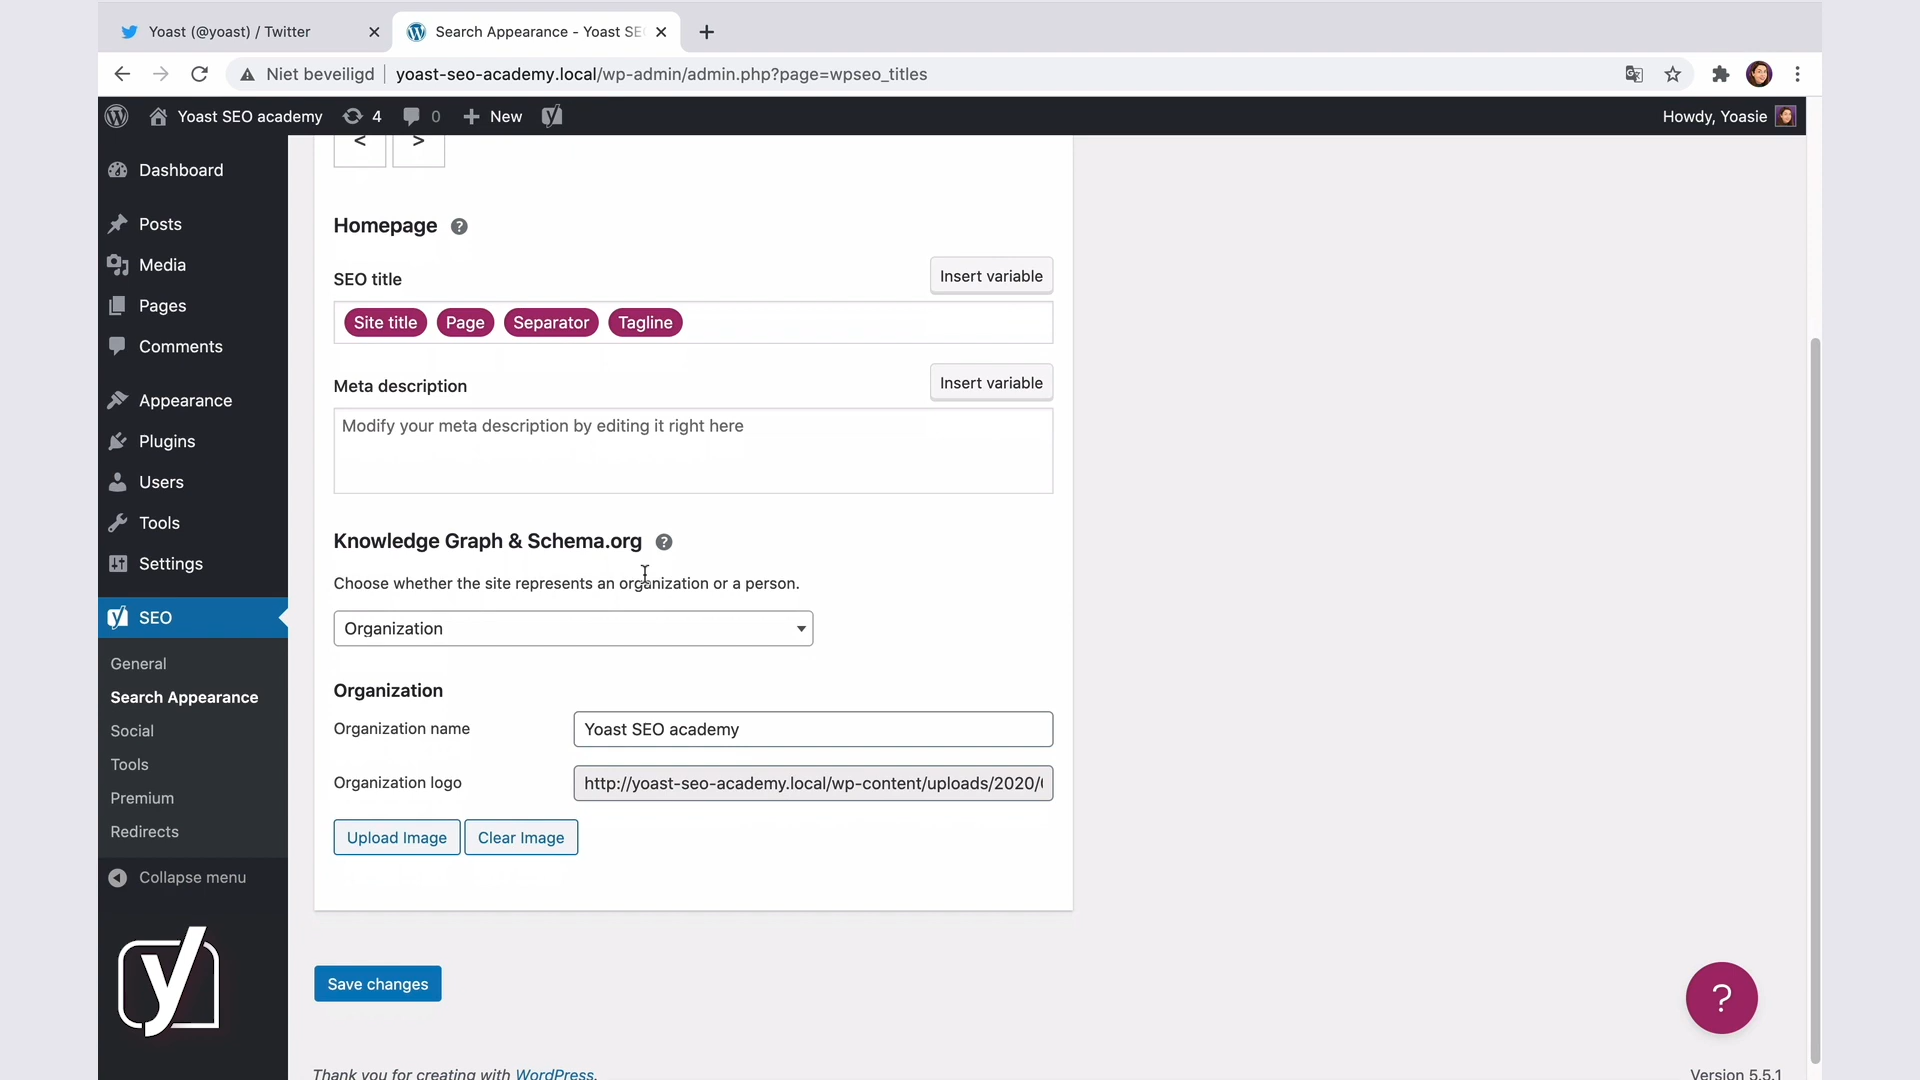 Yoast (@yoast) / Twitter
Search Appearance - Yoast SE
Niet beveiligd
yoast-seo-academy.local/wp-admin/admin.php?page=wpseo_titles
Yoast SEO academy
4
0
New
Howdy, Yoasie
Dashboard
Posts
Media
Pages
Comments
Appearance
Plugins
Users
Tools
Settings
SEO
General
Search Appearance
Social
Tools
Premium
Redirects
Collapse menu
< >
Homepage ?
SEO title
Insert variable
Site title Page Separator Tagline
Meta description
Insert variable
Modify your meta description by editing it right here
Knowledge Graph & Schema.org ?
Choose whether the site represents an organization or a person.
Organization
Organization
Organization name
Yoast SEO academy
Organization logo
http://yoast-seo-academy.local/wp-content/uploads/2020/
Upload Image Clear Image
Save changes
?
Thank you for creating with WordPress.
Version 5.5.1